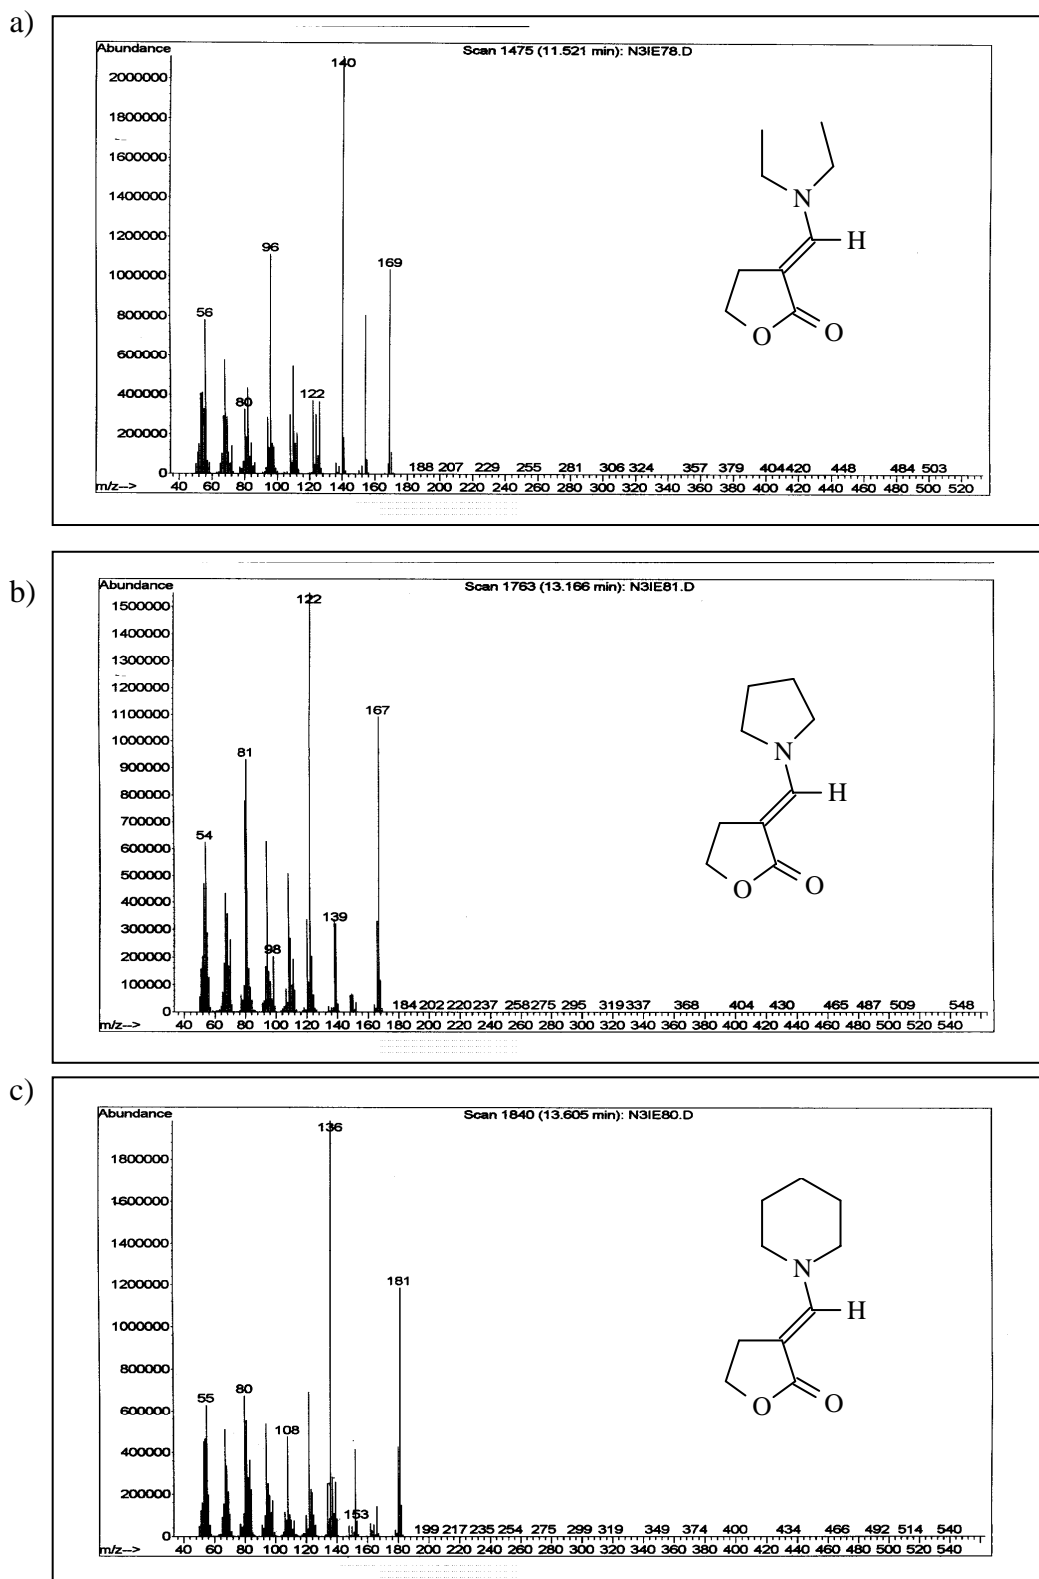 a)
Abundance
Scan 1475 (11.521 min): N3IE78.D
140
2000000
1800000
1600000
1400000
1200000
96
169
1000000
56
800000
600000
400000
80
122
200000
0
188 207 229 255 281 306 324 357 379 404 420 448 484 503
40 60 80 100 120 140 160 180 200 220 240 260 280 300 320 340 360 380 400 420 440 460 480 500 520
m/z-->
N
H
O
O
b)
Abundance
Scan 1763 (13.166 min): N3IE81.D
122
1500000
1400000
1300000
1200000
1100000
167
1000000
900000
81
800000
700000
54
600000
500000
400000
139
300000
98
200000
100000
0
184 202 220 237 258 275 295 319 337 368 404 430 465 487 509 548
40 60 80 100 120 140 160 180 200 220 240 260 280 300 320 340 360 380 400 420 440 460 480 500 520 540
m/z-->
N
H
O
O
c)
Abundance
Scan 1840 (13.605 min): N3IE80.D
136
1800000
1600000
1400000
181
1200000
1000000
800000
55
80
600000
108
400000
153
200000
0
199 217 235 254 275 299 319 349 374 400 434 466 492 514 540
40 60 80 100 120 140 160 180 200 220 240 260 280 300 320 340 360 380 400 420 440 460 480 500 520 540
m/z-->
N
H
O
O